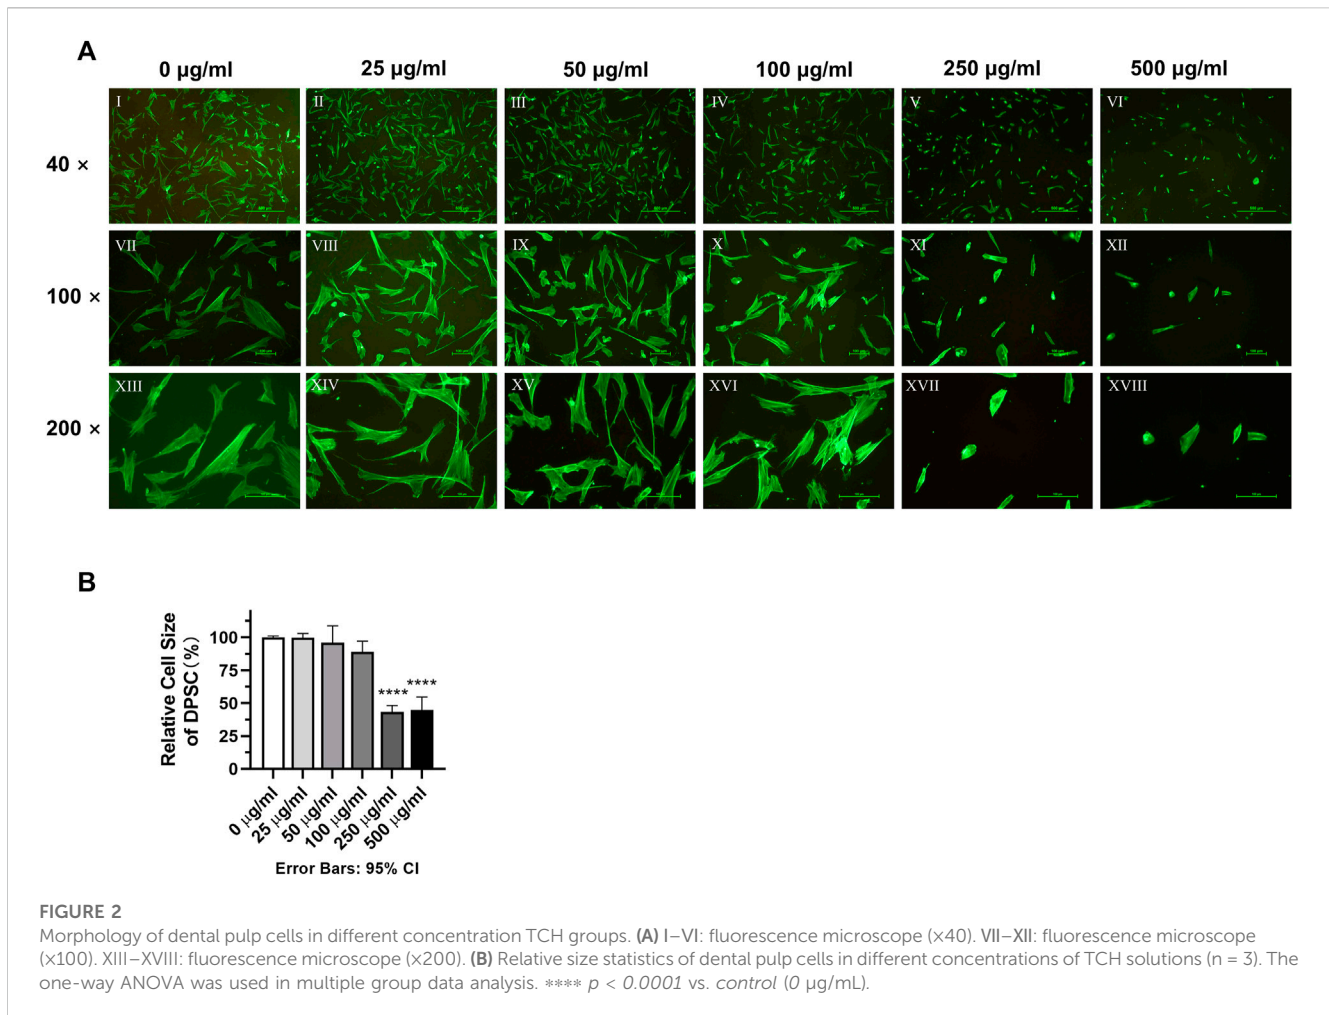 A
0 µg/ml 25 µg/ml 50 µg/ml 100 µg/ml 250 µg/ml 500 µg/ml
40 ×
I II III IV V VI
100 ×
VII VIII IX X XI XII
200 ×
XIII XIV XV XVI XVII XVIII
B
Relative Cell Size
of DPSC(%)
100
75
50
25
0
**** ****
0 µg/ml 25 µg/ml 50 µg/ml 100 µg/ml 250 µg/ml 500 µg/ml
Error Bars: 95% CI
FIGURE 2
Morphology of dental pulp cells in different concentration TCH groups. (A) I–VI: fluorescence microscope (×40). VII–XII: fluorescence microscope
(×100). XIII–XVIII: fluorescence microscope (×200). (B) Relative size statistics of dental pulp cells in different concentrations of TCH solutions (n = 3). The
one-way ANOVA was used in multiple group data analysis. **** p < 0.0001 vs. control (0 µg/mL).